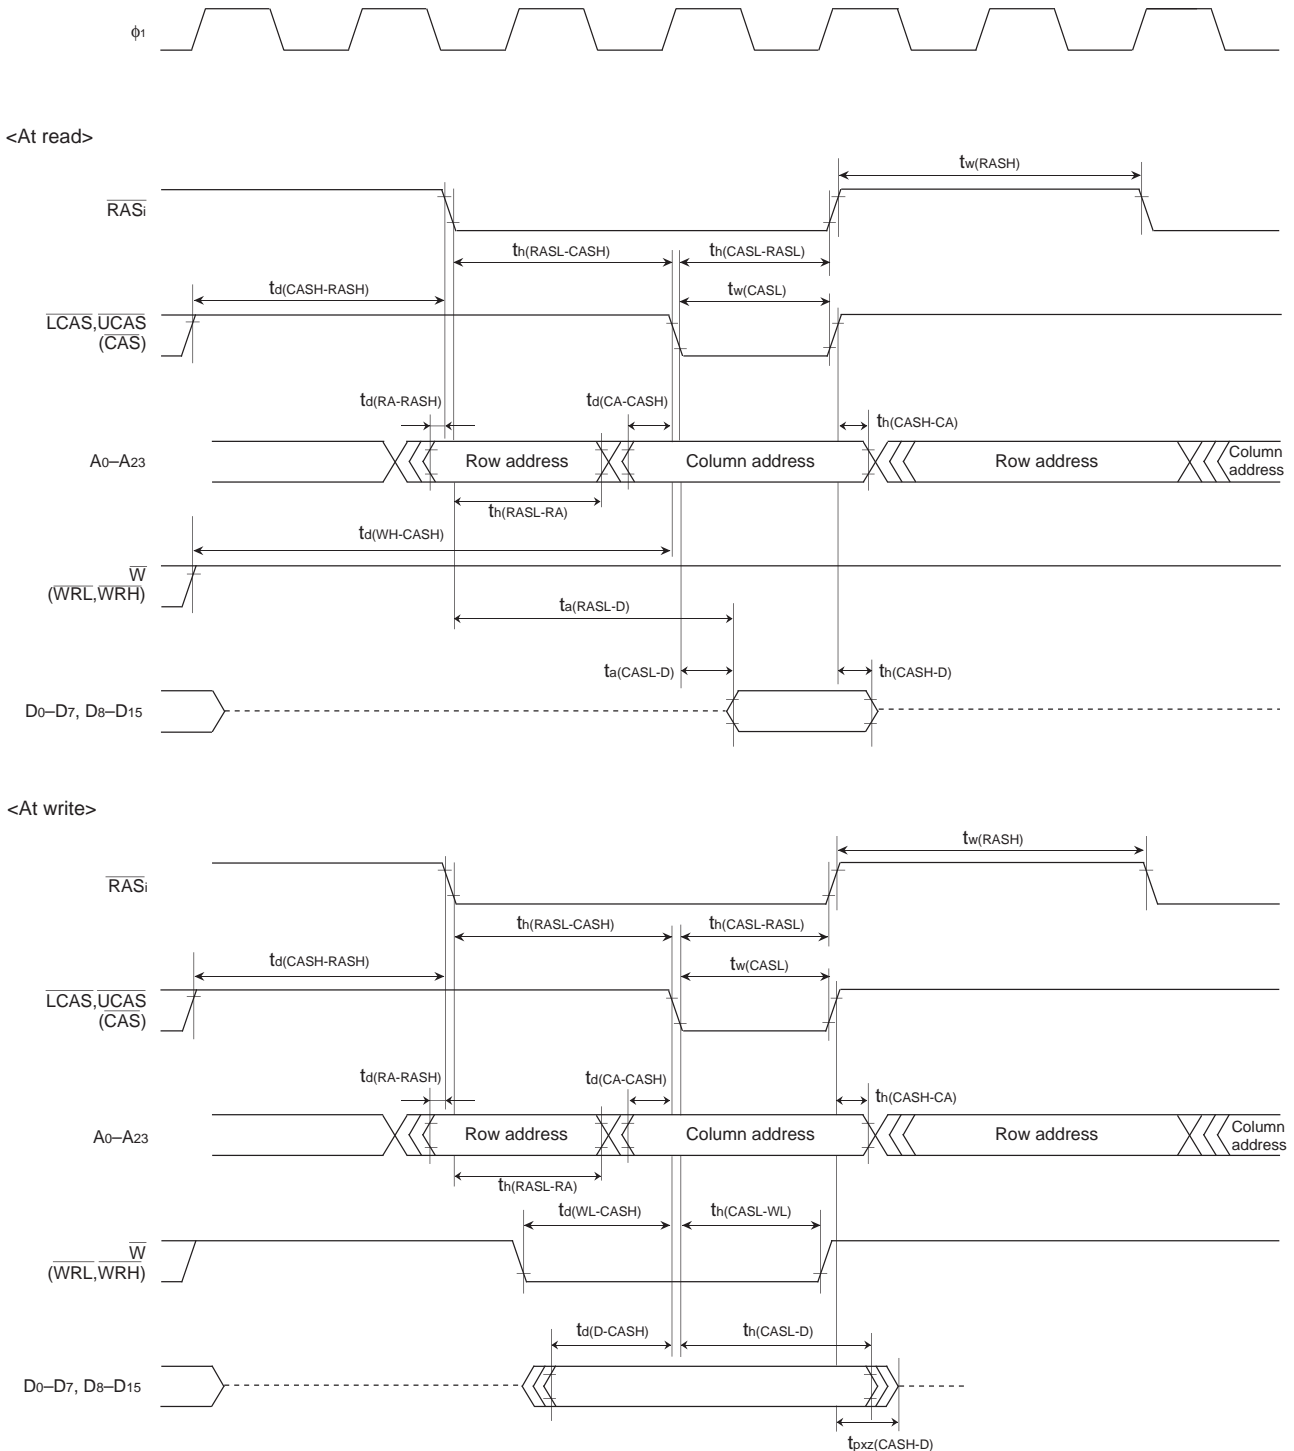 ϕ1
<At read>
tw(RASH)
RASi
th(RASL-CASH)
th(CASL-RASL)
td(CASH-RASH)
tw(CASL)
LCAS,UCAS
(CAS)
td(RA-RASH)
td(CA-CASH)
th(CASH-CA)
A0–A23
Row address
Column address
Row address
Column
address
th(RASL-RA)
td(WH-CASH)
W
(WRL,WRH)
ta(RASL-D)
ta(CASL-D)
th(CASH-D)
D0–D7, D8–D15
<At write>
tw(RASH)
RASi
th(RASL-CASH)
th(CASL-RASL)
td(CASH-RASH)
tw(CASL)
LCAS,UCAS
(CAS)
td(RA-RASH)
td(CA-CASH)
th(CASH-CA)
A0–A23
Row address
Column address
Row address
Column
address
th(RASL-RA)
td(WL-CASH)
th(CASL-WL)
W
(WRL,WRH)
td(D-CASH)
th(CASL-D)
D0–D7, D8–D15
tpxz(CASH-D)